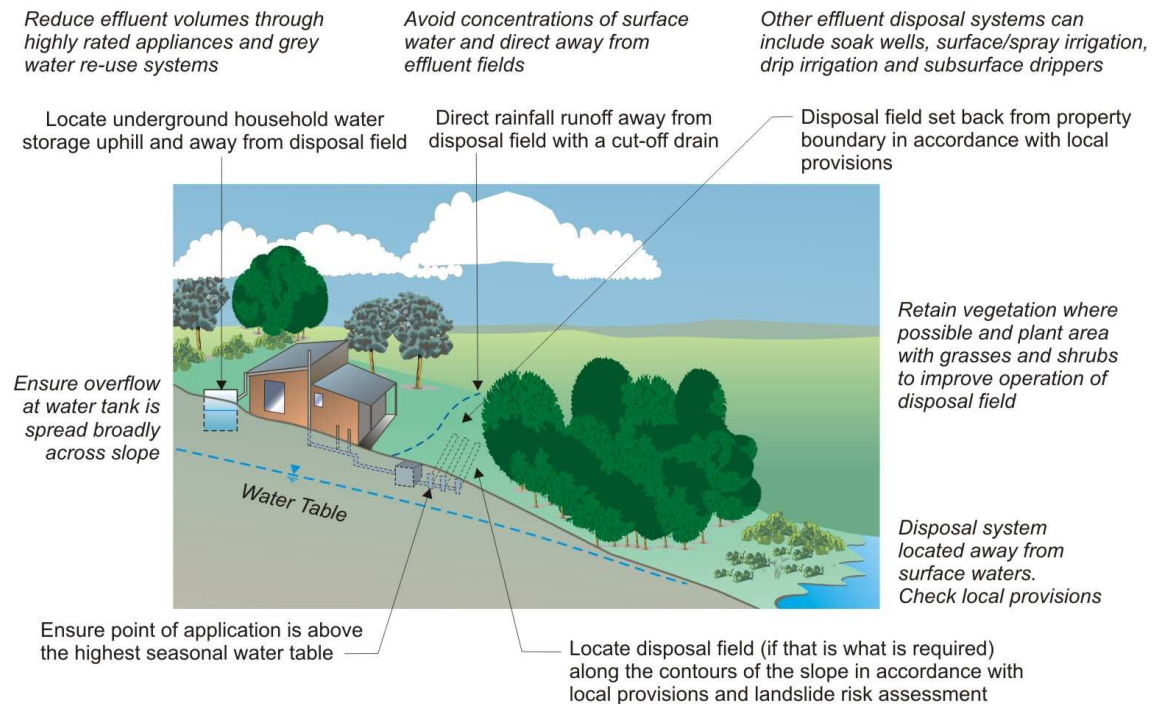 Reduce effluent volumes through
highly rated appliances and grey
water re-use systems
Avoid concentrations of surface
water and direct away from
effluent fields
Other effluent disposal systems can
include soak wells, surface/spray irrigation,
drip irrigation and subsurface drippers
Locate underground household water
storage uphill and away from disposal field
Direct rainfall runoff away from
disposal field with a cut-off drain
Disposal field set back from property
boundary in accordance with local
provisions
Retain vegetation where
possible and plant area
with grasses and shrubs
to improve operation of
disposal field
Ensure overflow
at water tank is
spread broadly
across slope
Water Table
Disposal system
located away from
surface waters.
Check local provisions
Ensure point of application is above
the highest seasonal water table
Locate disposal field (if that is what is required)
along the contours of the slope in accordance with
local provisions and landslide risk assessment